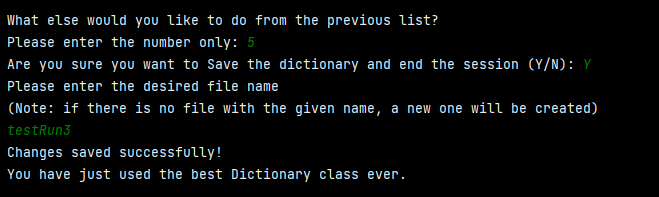 What else would you like to do from the previous list?
Please enter the number only: 5
Are you sure you want to Save the dictionary and end the session (Y/N): Y
Please enter the desired file name
(Note: if there is no file with the given name, a new one will be created)
testRun3
Changes saved successfully!
You have just used the best Dictionary class ever.